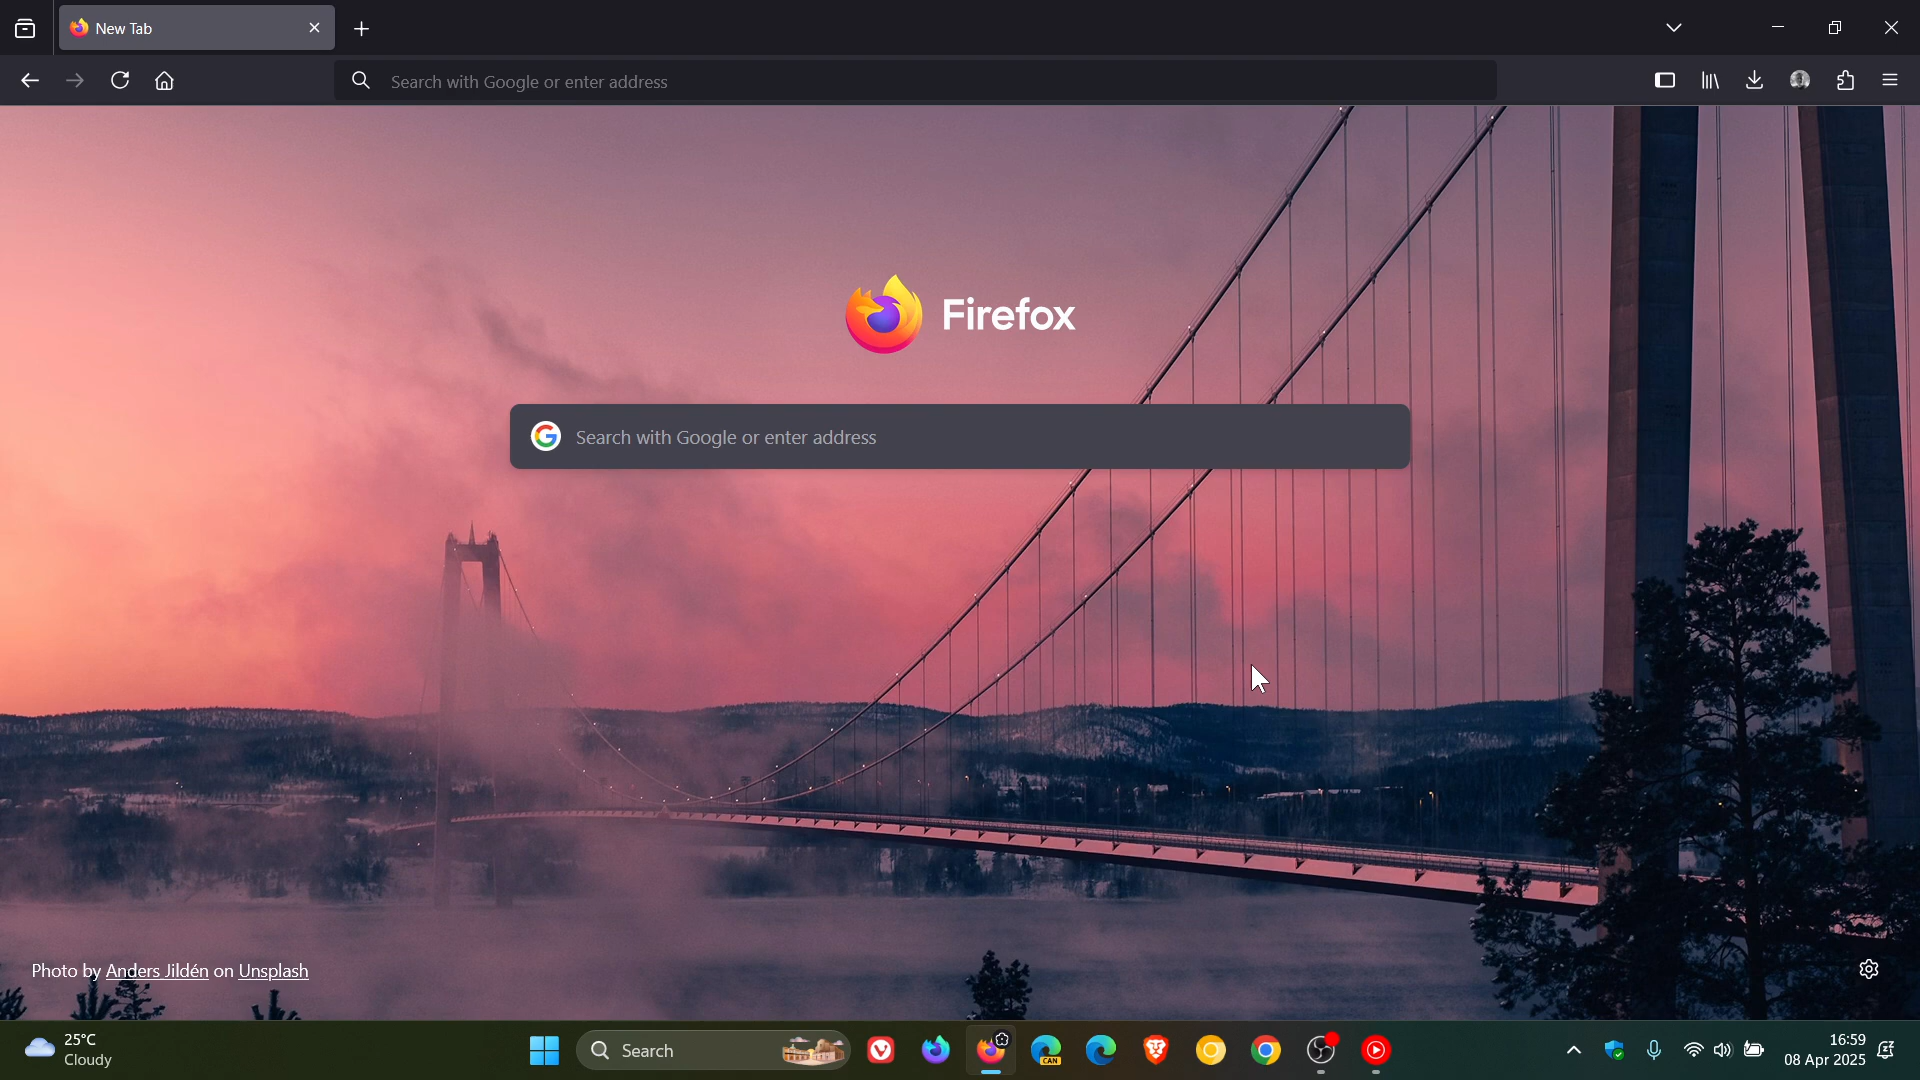 New Tab
Search with Google or enter address
Firefox
Search with Google or enter address
Photo by Anders Jildén on Unsplash
25°C
Cloudy
Search
CAN
16:59
08 Apr 2025